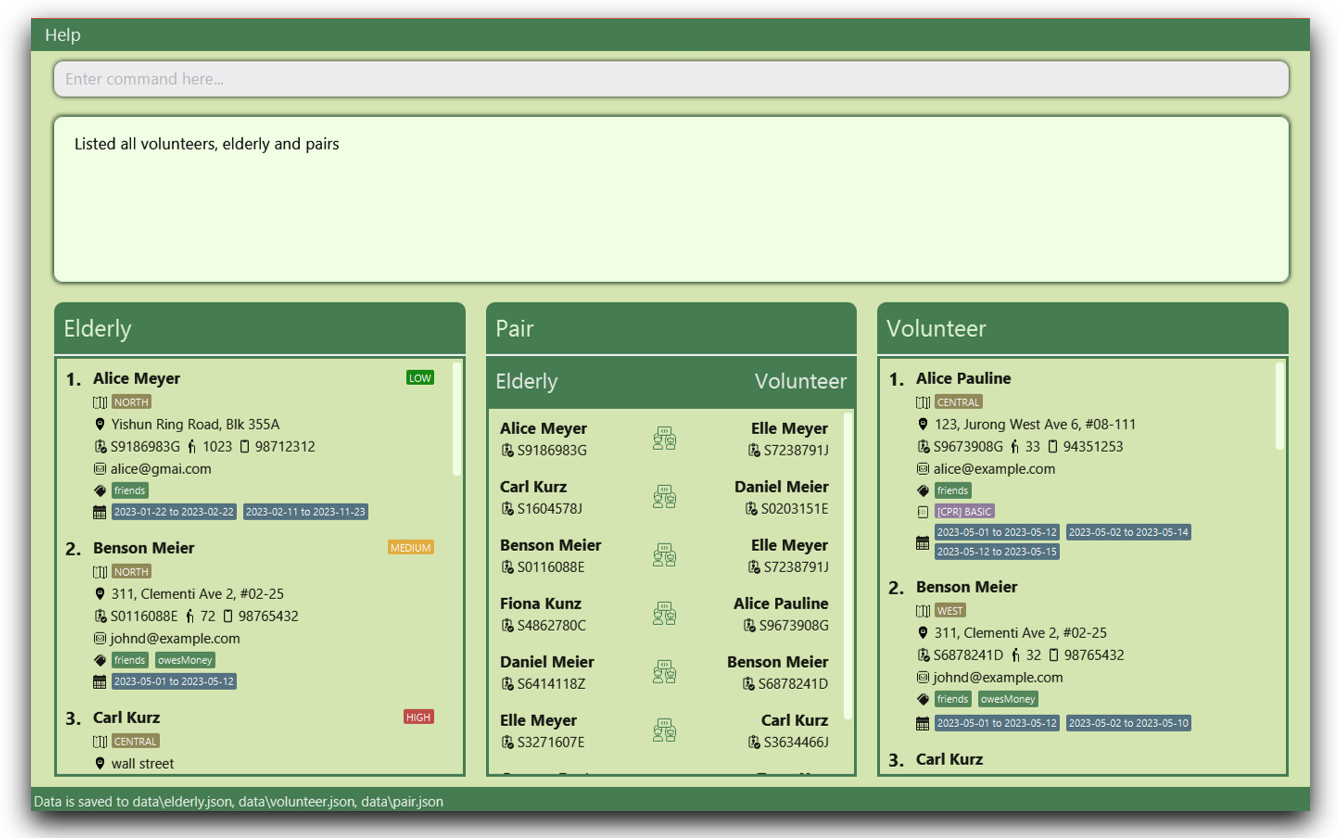 Help
Enter command here...
Listed all volunteers, elderly and pairs
Elderly
1. Alice Meyer LOW
NORTH
Yishun Ring Road, Blk 355A
S9186983G 1023 98712312
alice@gmai.com
friends
2023-01-22 to 2023-02-22 2023-02-11 to 2023-11-23
2. Benson Meier MEDIUM
NORTH
311, Clementi Ave 2, #02-25
S0116088E 72 98765432
johnd@example.com
friends owesMoney
2023-05-01 to 2023-05-12
3. Carl Kurz HIGH
CENTRAL
wall street
Pair
Elderly Volunteer
Alice Meyer Elle Meyer
S9186983G S7238791J
Carl Kurz Daniel Meier
S1604578J S0203151E
Benson Meier Elle Meyer
S0116088E S7238791J
Fiona Kunz Alice Pauline
S4862780C S9673908G
Daniel Meier Benson Meier
S6414118Z S6878241D
Elle Meyer Carl Kurz
S3271607E S3634466J
Volunteer
1. Alice Pauline
CENTRAL
123, Jurong West Ave 6, #08-111
S9673908G 33 94351253
alice@example.com
friends
[CPR] BASIC
2023-05-01 to 2023-05-12 2023-05-02 to 2023-05-14
2023-05-12 to 2023-05-15
2. Benson Meier
WEST
311, Clementi Ave 2, #02-25
S6878241D 32 98765432
johnd@example.com
friends owesMoney
2023-05-01 to 2023-05-12 2023-05-02 to 2023-05-10
3. Carl Kurz
Data is saved to data\elderly.json, data\volunteer.json, data\pair.json